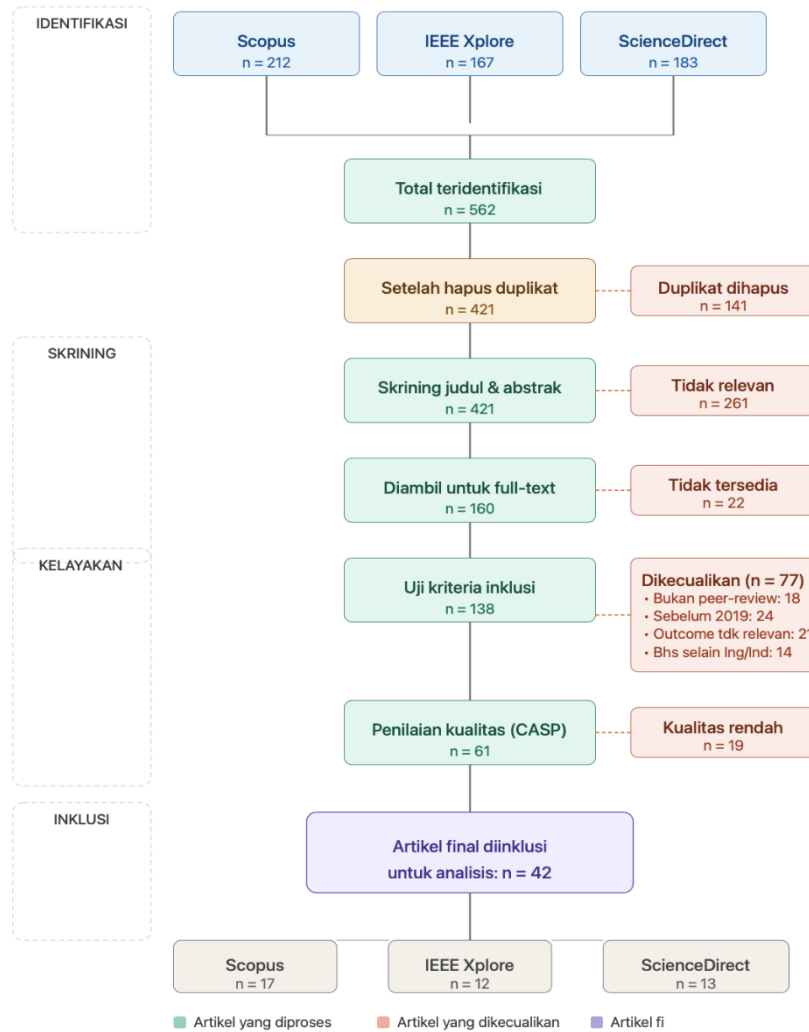 IDENTIFIKASI
Scopus
n = 212
IEEE Xplore
n = 167
ScienceDirect
n = 183
Total teridentifikasi
n = 562
Setelah hapus duplikat
n = 421
Duplikat dihapus
n = 141
SKRINING
Skrining judul & abstrak
n = 421
Tidak relevan
n = 261
Diambil untuk full-text
n = 160
Tidak tersedia
n = 22
KELAYAKAN
Uji kriteria inklusi
n = 138
Dikecualikan (n = 77)
• Bukan peer-review: 18
• Sebelum 2019: 24
• Outcome tdk relevan: 21
• Bhs selain Ing/Ind: 14
Penilaian kualitas (CASP)
n = 61
Kualitas rendah
n = 19
INKLUSI
Artikel final diinklusi
untuk analisis: n = 42
Scopus
n = 17
IEEE Xplore
n = 12
ScienceDirect
n = 13
Artikel yang diproses
Artikel yang dikecualikan
Artikel fi